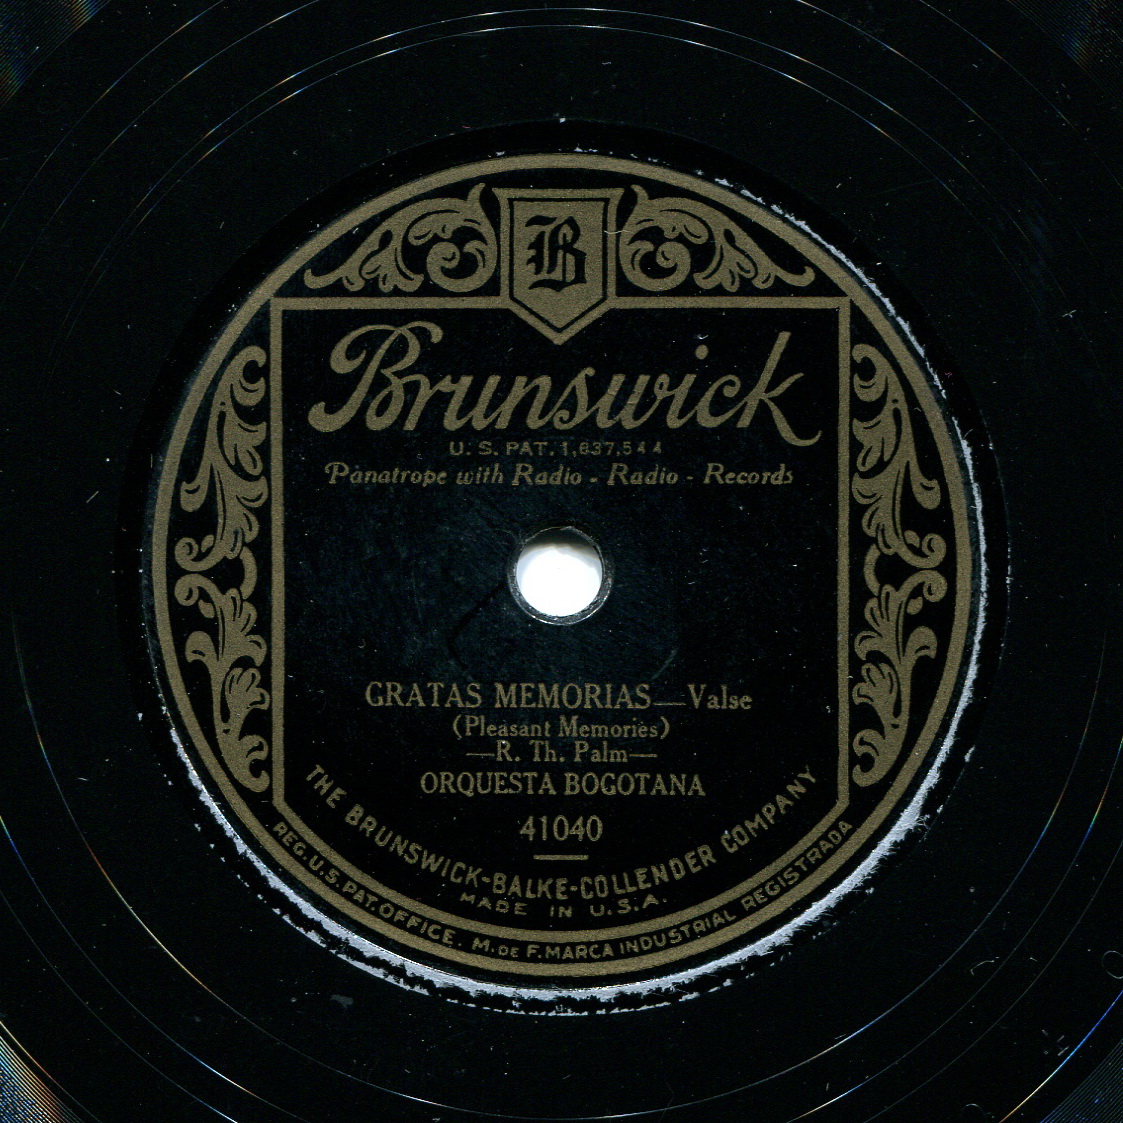 B
Brunswick
U. S. PAT. 1,637,544
Panatrope with Radio - Radio - Records
GRATAS MEMORIAS—Valse
(Pleasant Memories)
—R. Th. Palm—
ORQUESTA BOGOTANA
41040
THE BRUNSWICK-BALKE-COLLENDER COMPANY
MADE IN U.S.A.
REG. U.S. PAT. OFFICE. M. DE F. MARCA INDUSTRIAL REGISTRADA